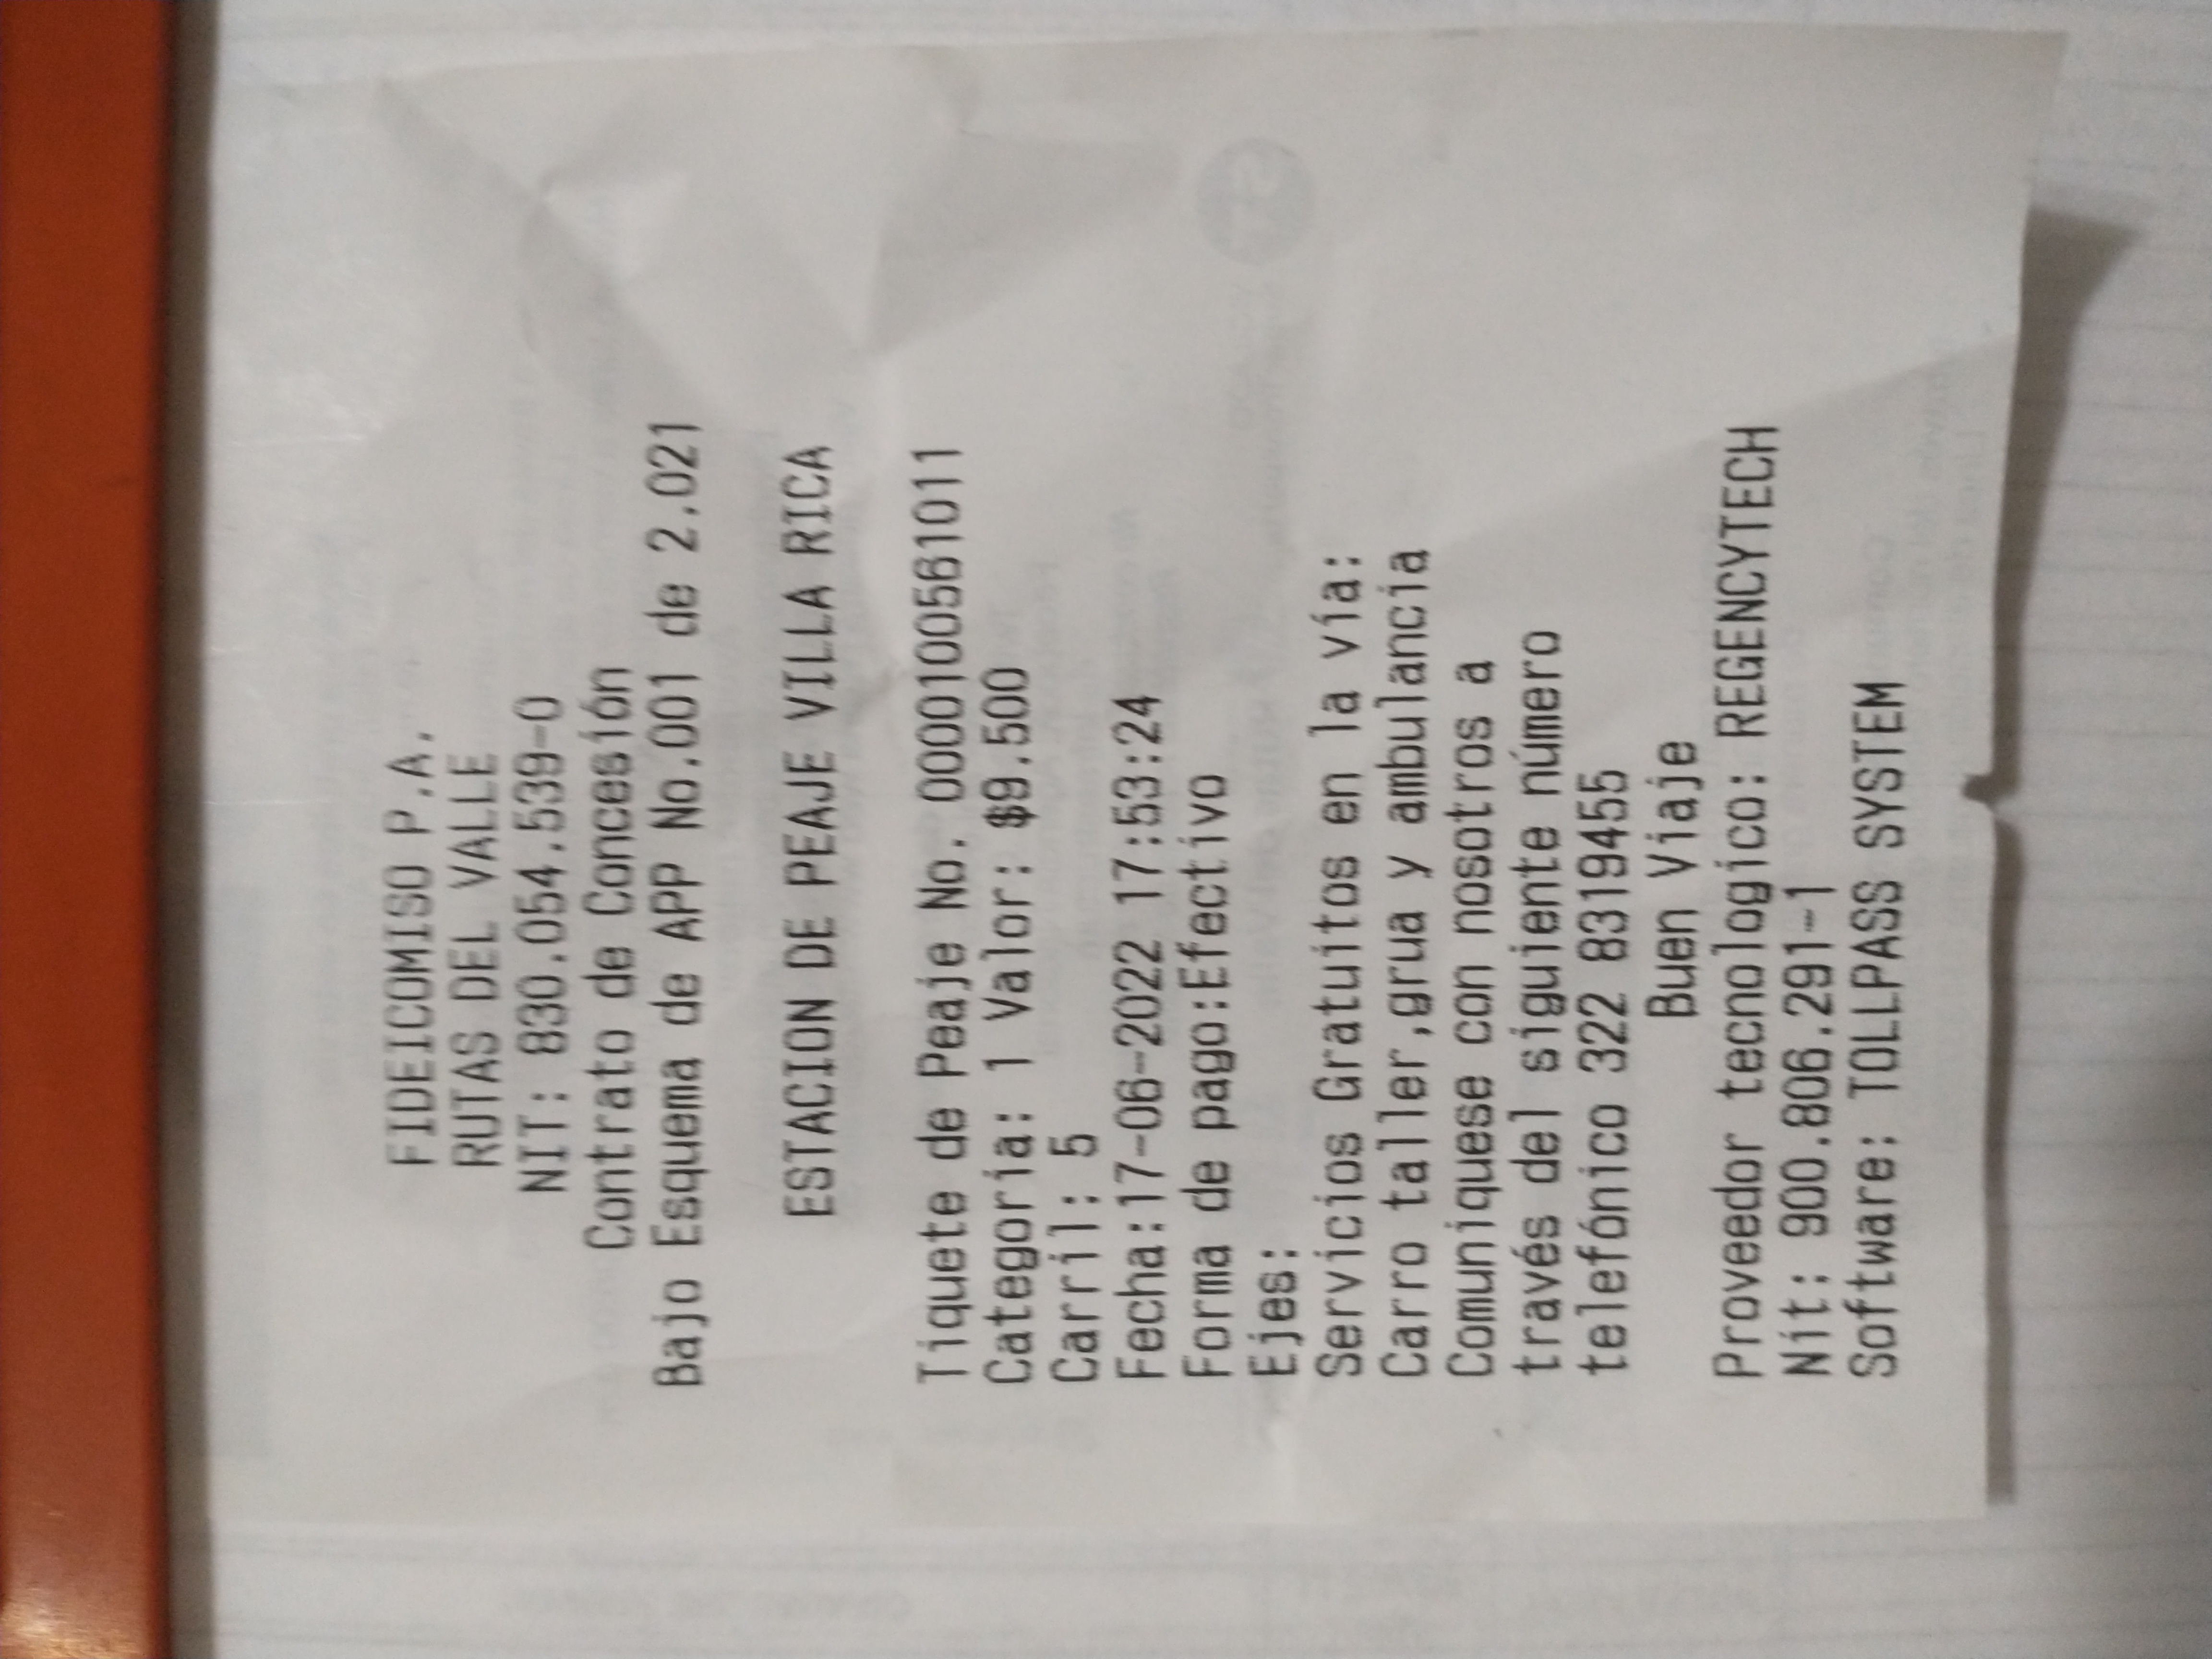 FIDEICOMISO P.A.
RUTAS DEL VALLE
NIT: 830.054.539-0
Contrato de Concesión
Bajo Esquema de APP No.001 de 2.021
ESTACION DE PEAJE VILLA RICA
Tiquete de Peaje No. 0000100561011
Categoría: 1 Valor: $9.500
Carril: 5
Fecha:17-06-2022 17:53:24
Forma de pago:Efectivo
Ejes:
Servicios Gratuitos en la vía:
Carro taller,grua y ambulancia
Comuniquese con nosotros a
través del siguiente número
telefónico 322 8319455
Buen Viaje
Proveedor tecnologico: REGENCYTECH
Nit: 900.806.291-1
Software: TOLLPASS SYSTEM